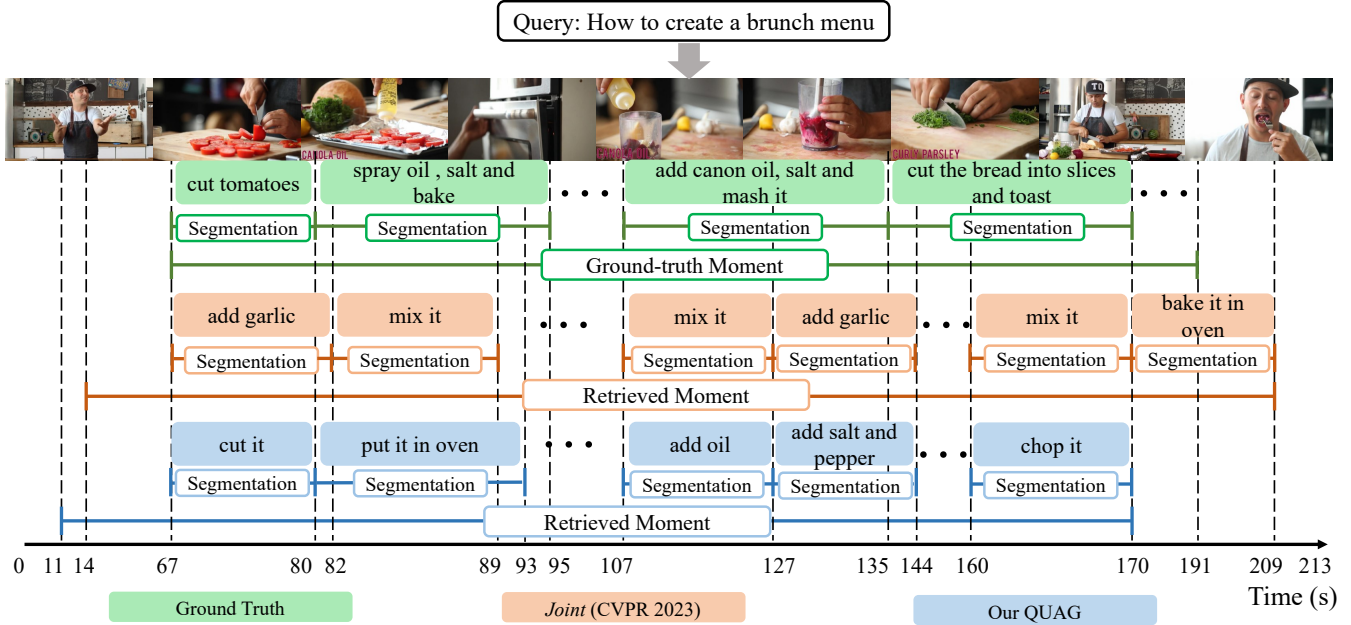 Query: How to create a brunch menu
CANOLA OIL
CURLY PARSLEY
cut tomatoes
spray oil , salt and
bake
add canon oil, salt and
mash it
cut the bread into slices
and toast
Segmentation
Segmentation
Segmentation
Segmentation
Ground-truth Moment
add garlic
mix it
mix it
add garlic
mix it
bake it in
oven
Segmentation
Segmentation
Segmentation
Segmentation
Segmentation
Segmentation
Retrieved Moment
cut it
put it in oven
add oil
add salt and
pepper
chop it
Segmentation
Segmentation
Segmentation
Segmentation
Segmentation
Retrieved Moment
0 11 14 67 80 82 89 93 95 107 127 135 144 160 170 191 209 213
Time (s)
Ground Truth
Joint (CVPR 2023)
Our QUAG